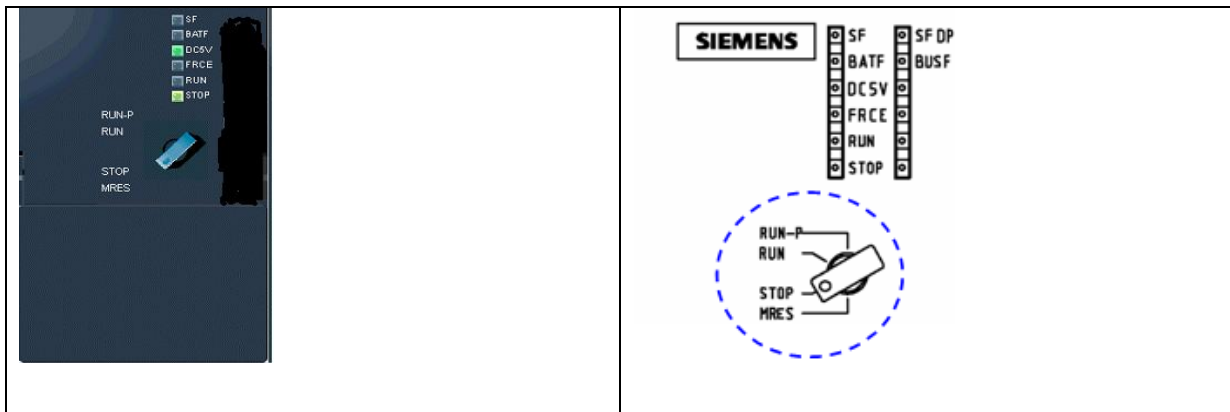 SF
BATF
DC5V
FRCE
RUN
STOP
RUN-P
RUN
STOP
MRES
SIEMENS
SF SF DP
BATF BUSF
DC5V
FRCE
RUN
STOP
RUN-P
RUN
STOP
MRES